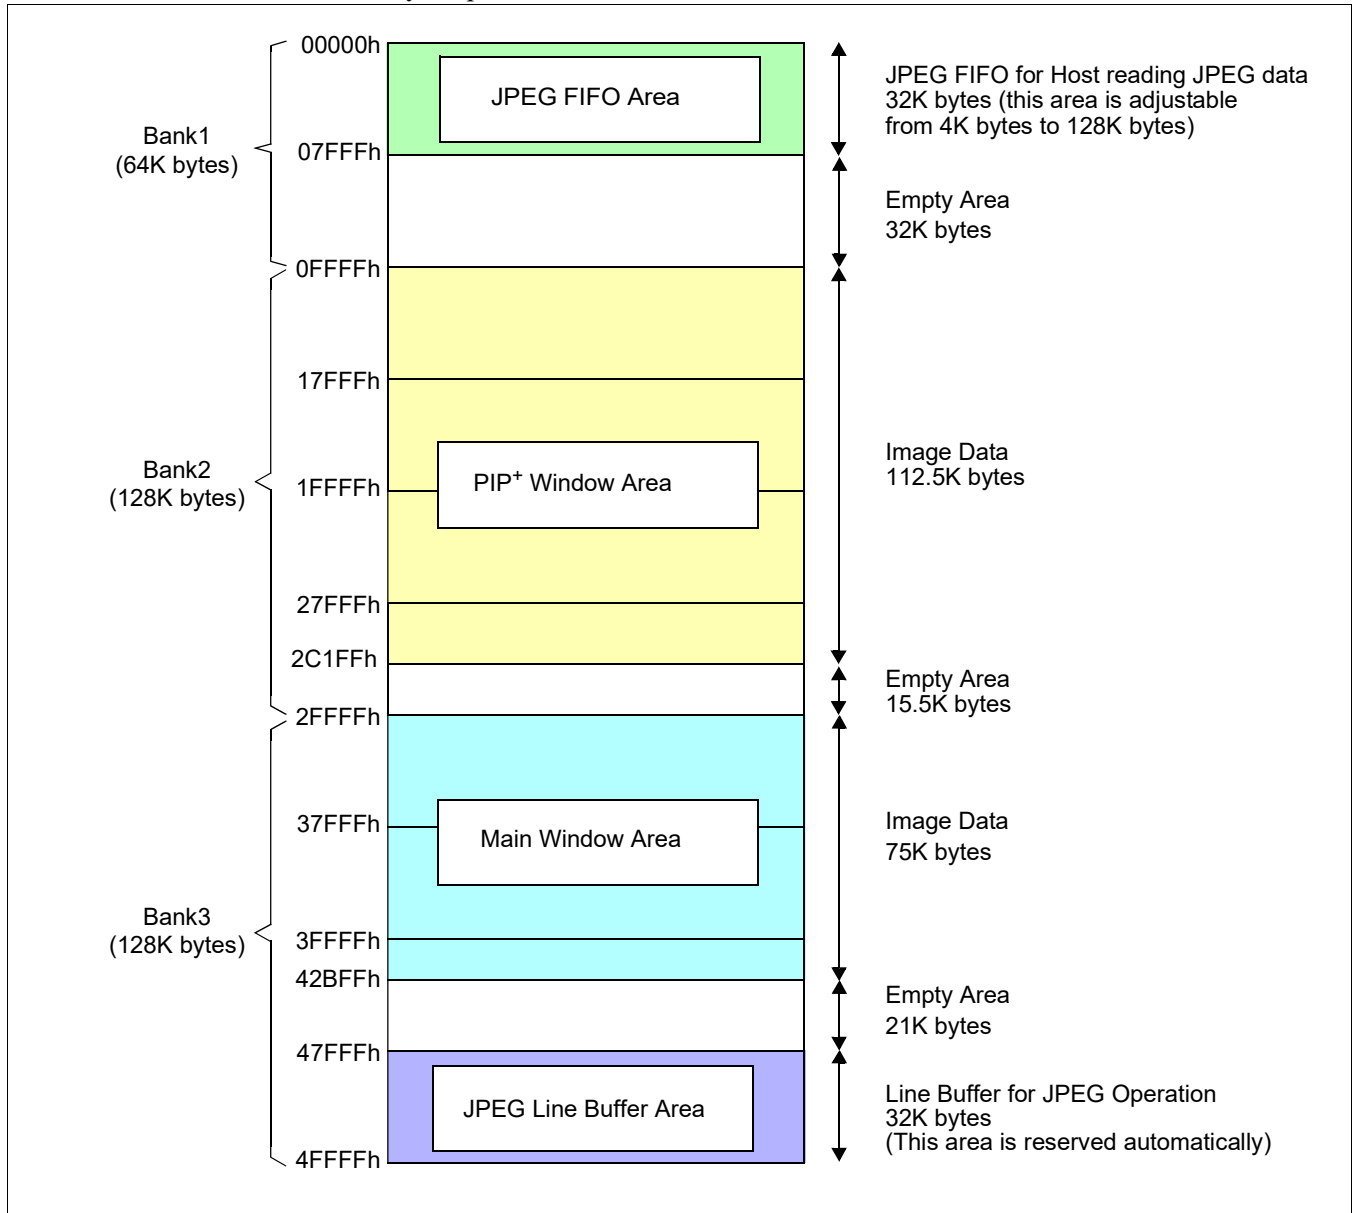 00000h
JPEG FIFO Area
JPEG FIFO for Host reading JPEG data
32K bytes (this area is adjustable
from 4K bytes to 128K bytes)
Bank1
(64K bytes)
07FFFh
Empty Area
32K bytes
0FFFFh
17FFFh
Image Data
112.5K bytes
Bank2
(128K bytes)
1FFFFh
PIP+ Window Area
27FFFh
2C1FFh
Empty Area
15.5K bytes
2FFFFh
37FFFh
Main Window Area
Image Data
75K bytes
Bank3
(128K bytes)
3FFFFh
42BFFh
Empty Area
21K bytes
47FFFh
JPEG Line Buffer Area
Line Buffer for JPEG Operation
32K bytes
(This area is reserved automatically)
4FFFFh